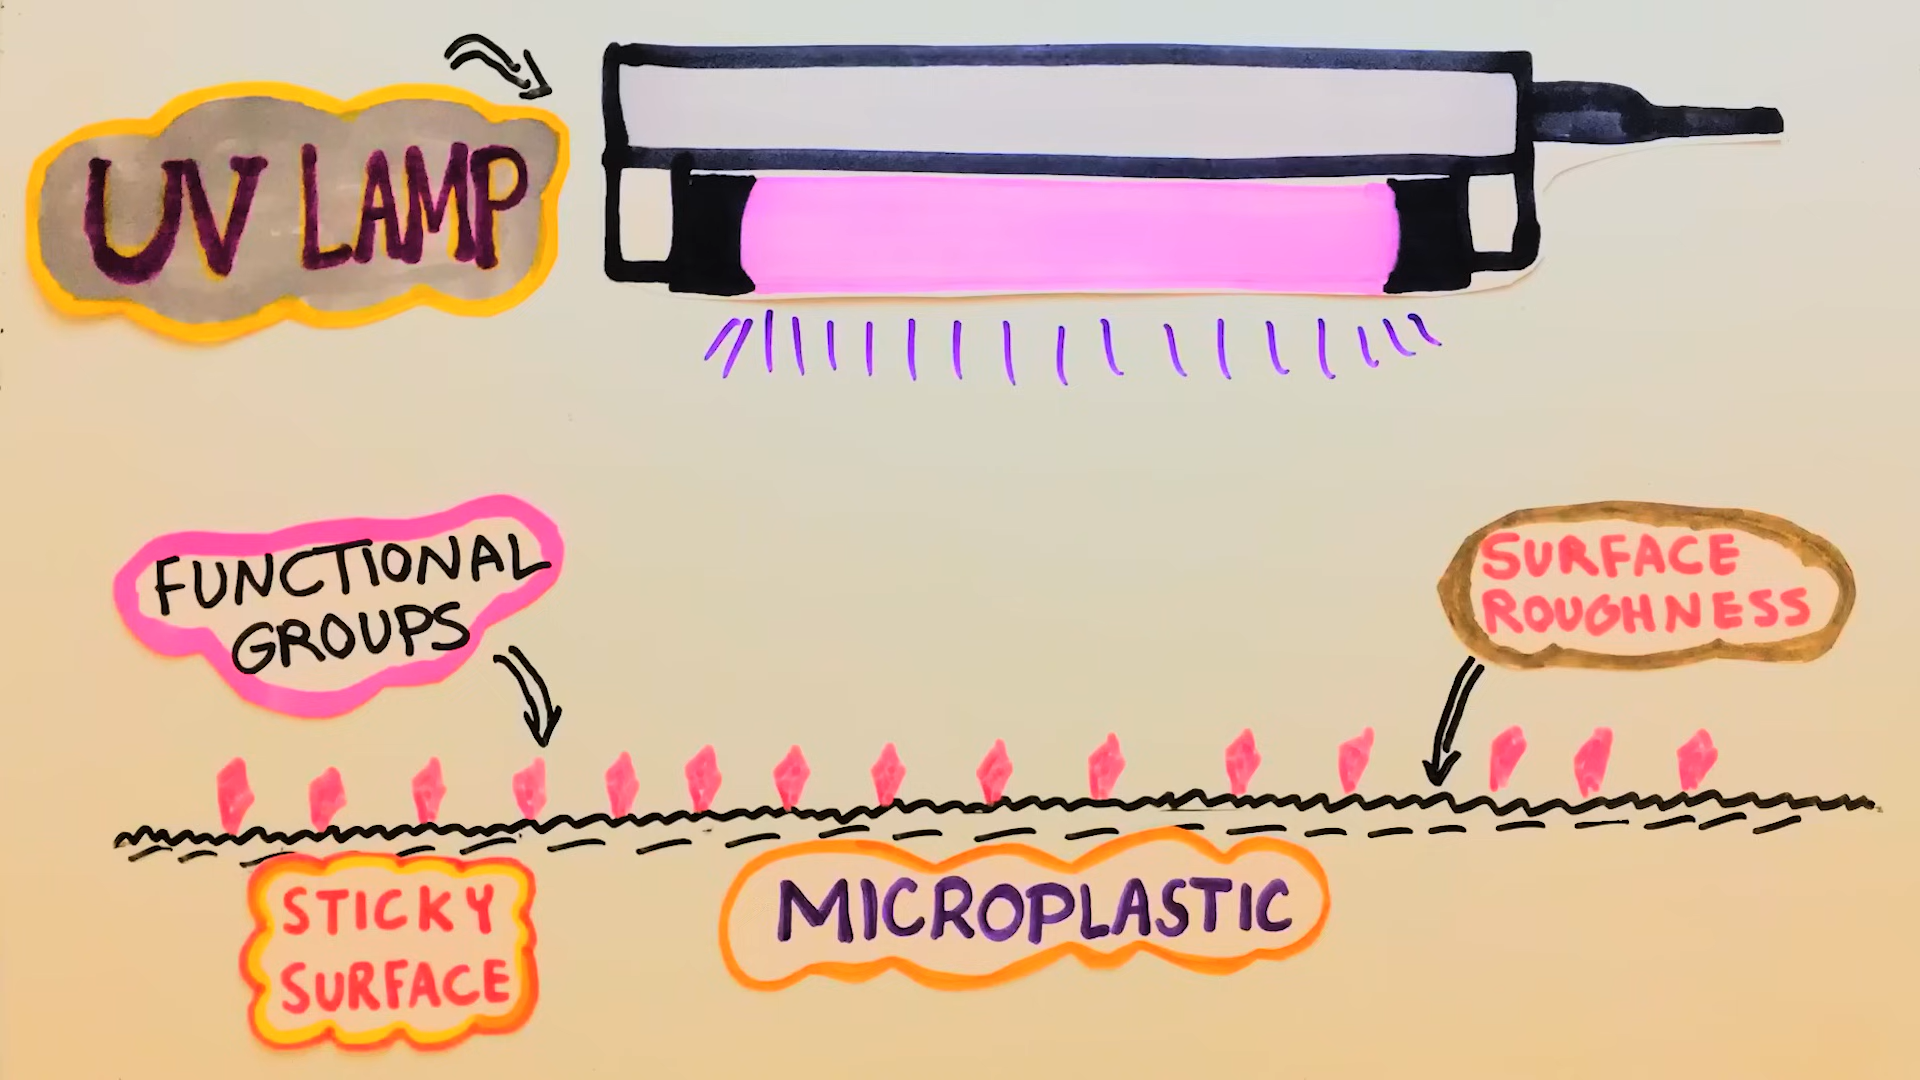 UV LAMP
FUNCTIONAL
GROUPS
SURFACE
ROUGHNESS
STICKY
SURFACE
MICROPLASTIC